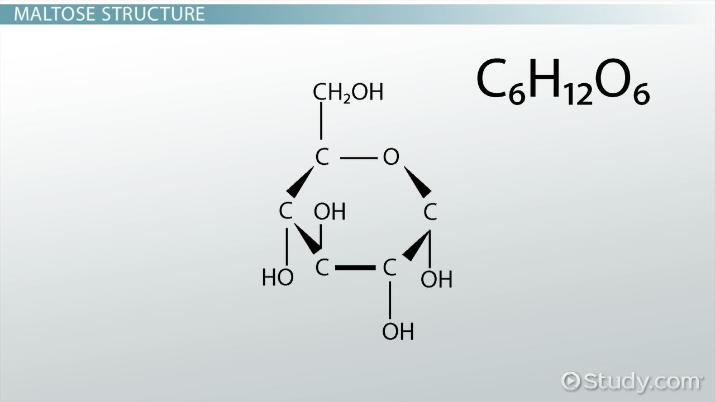 MALTOSE STRUCTURE
C₆H₁₂O₆
CH₂OH
C O
C OH C
HO C C OH
OH
Study.com